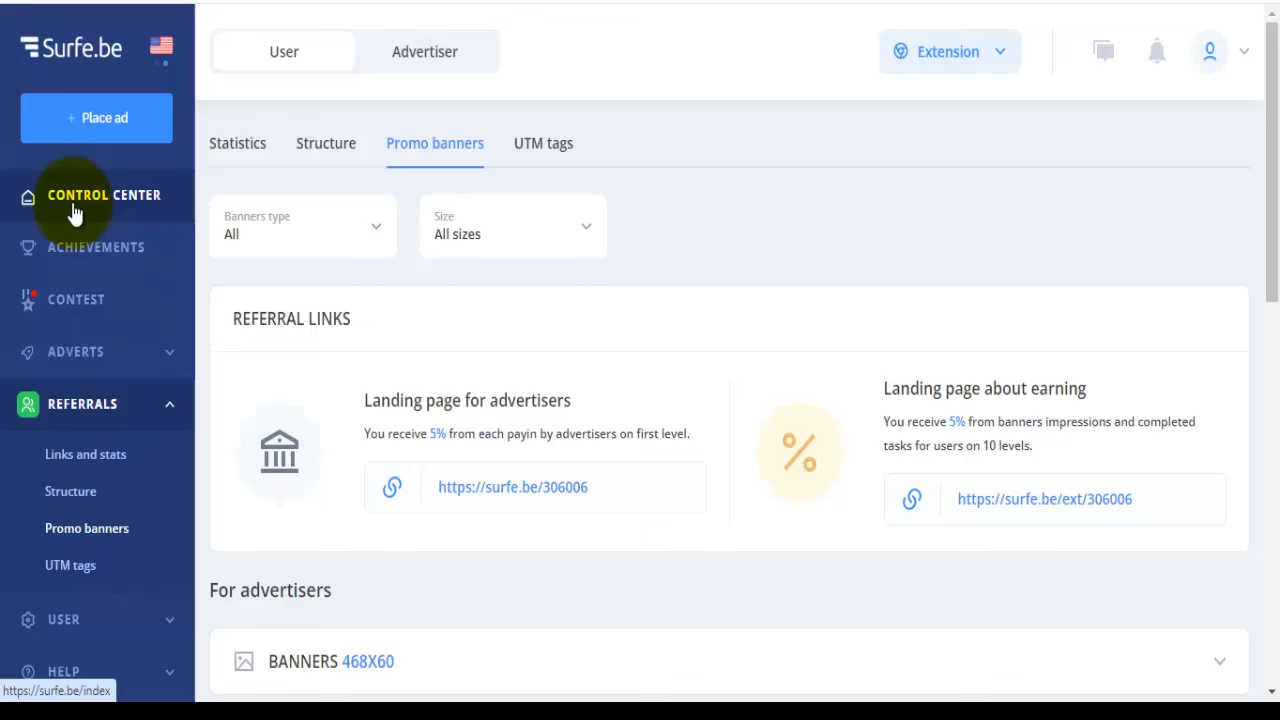 Surfe.be
User
Advertiser
Extension
+ Place ad
Statistics
Structure
Promo banners
UTM tags
CONTROL CENTER
ACHIEVEMENTS
CONTEST
ADVERTS
REFERRALS
Links and stats
Structure
Promo banners
UTM tags
USER
HELP
https://surfe.be/index
Banners type
All
Size
All sizes
REFERRAL LINKS
Landing page for advertisers
You receive 5% from each payin by advertisers on first level.
https://surfe.be/306006
Landing page about earning
You receive 5% from banners impressions and completed
tasks for users on 10 levels.
https://surfe.be/ext/306006
For advertisers
BANNERS 468X60